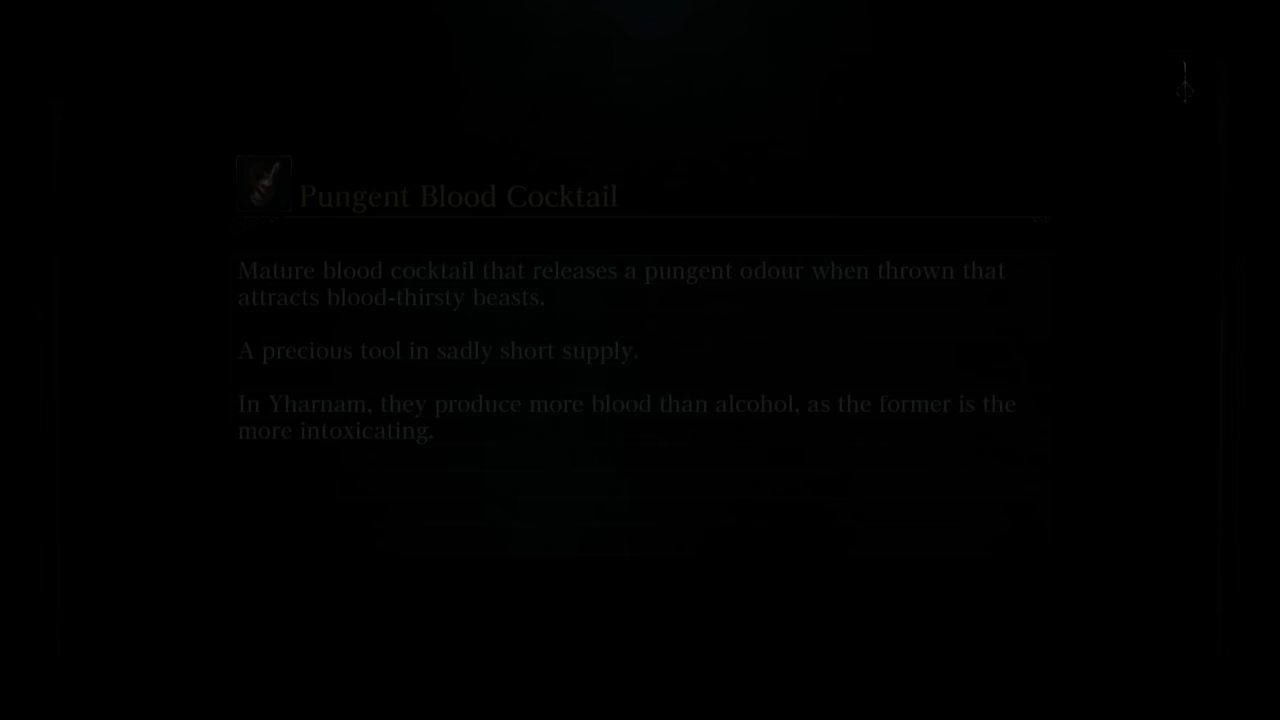 Pungent Blood Cocktail
Mature blood cocktail that releases a pungent odour when thrown that
attracts blood-thirsty beasts.
A precious tool in sadly short supply.
In Yharnam, they produce more blood than alcohol, as the former is the
more intoxicating.